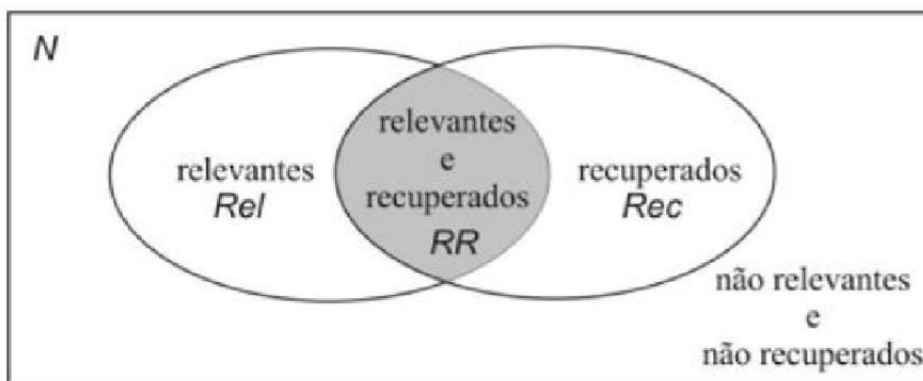 N
relevantes
Rel
relevantes
e
recuperados
RR
recuperados
Rec
não relevantes
e
não recuperados